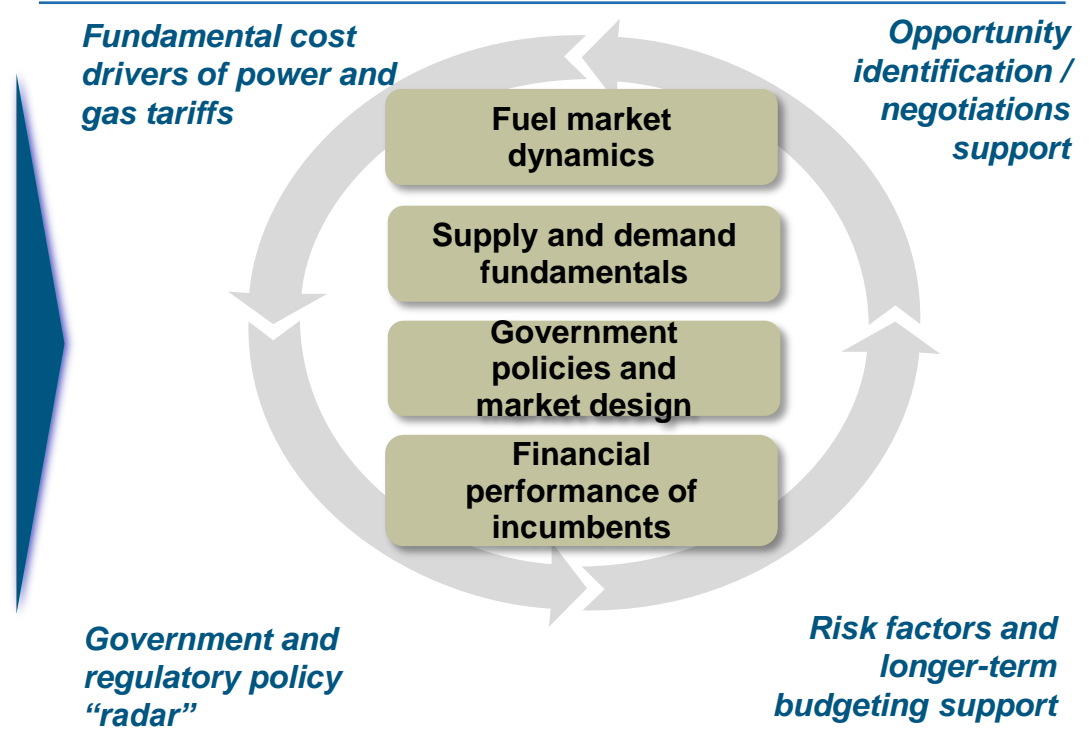 Fundamental cost
drivers of power and
gas tariffs
Opportunity
identification /
negotiations
support
Fuel market
dynamics
Supply and demand
fundamentals
Government
policies and
market design
Financial
performance of
incumbents
Government and
regulatory policy
“radar”
Risk factors and
longer-term
budgeting support